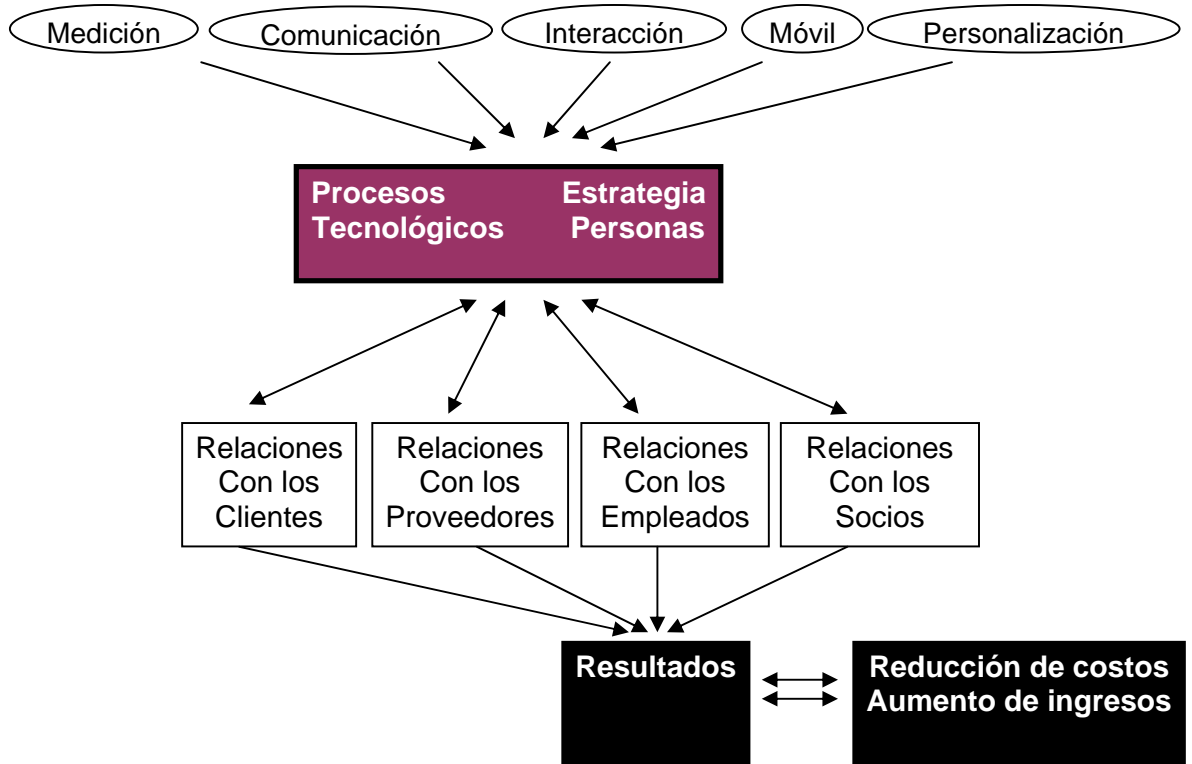 Medición
Comunicación
Interacción
Móvil
Personalización
Procesos Estrategia
Tecnológicos Personas
Relaciones
Con los
Clientes
Relaciones
Con los
Proveedores
Relaciones
Con los
Empleados
Relaciones
Con los
Socios
Resultados
Reducción de costos
Aumento de ingresos